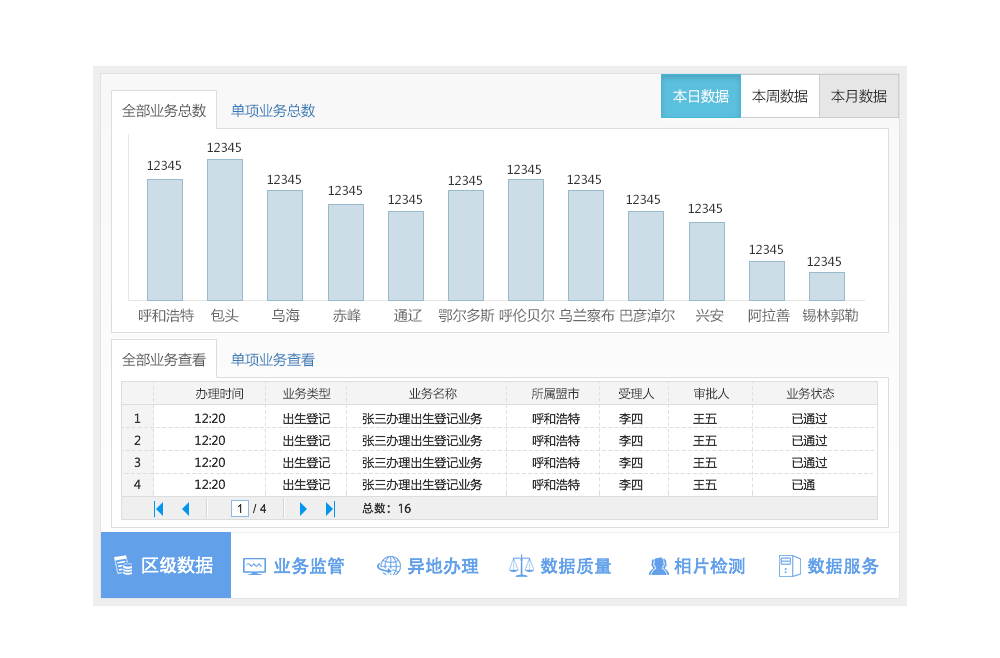 全部业务总数 单项业务总数 本日数据 本周数据 本月数据
12345 12345 12345 12345 12345 12345 12345 12345 12345 12345 12345 12345
呼和浩特 包头 乌海 赤峰 通辽 鄂尔多斯 呼伦贝尔 乌兰察布 巴彦淖尔 兴安 阿拉善 锡林郭勒
全部业务查看 单项业务查看
办理时间 业务类型 业务名称 所属盟市 受理人 审批人 业务状态
1 12:20 出生登记 张三办理出生登记业务 呼和浩特 李四 王五 已通过
2 12:20 出生登记 张三办理出生登记业务 呼和浩特 李四 王五 已通过
3 12:20 出生登记 张三办理出生登记业务 呼和浩特 李四 王五 已通过
4 12:20 出生登记 张三办理出生登记业务 呼和浩特 李四 王五 已通
1 / 4 总数：16
区级数据 业务监管 异地办理 数据质量 相片检测 数据服务